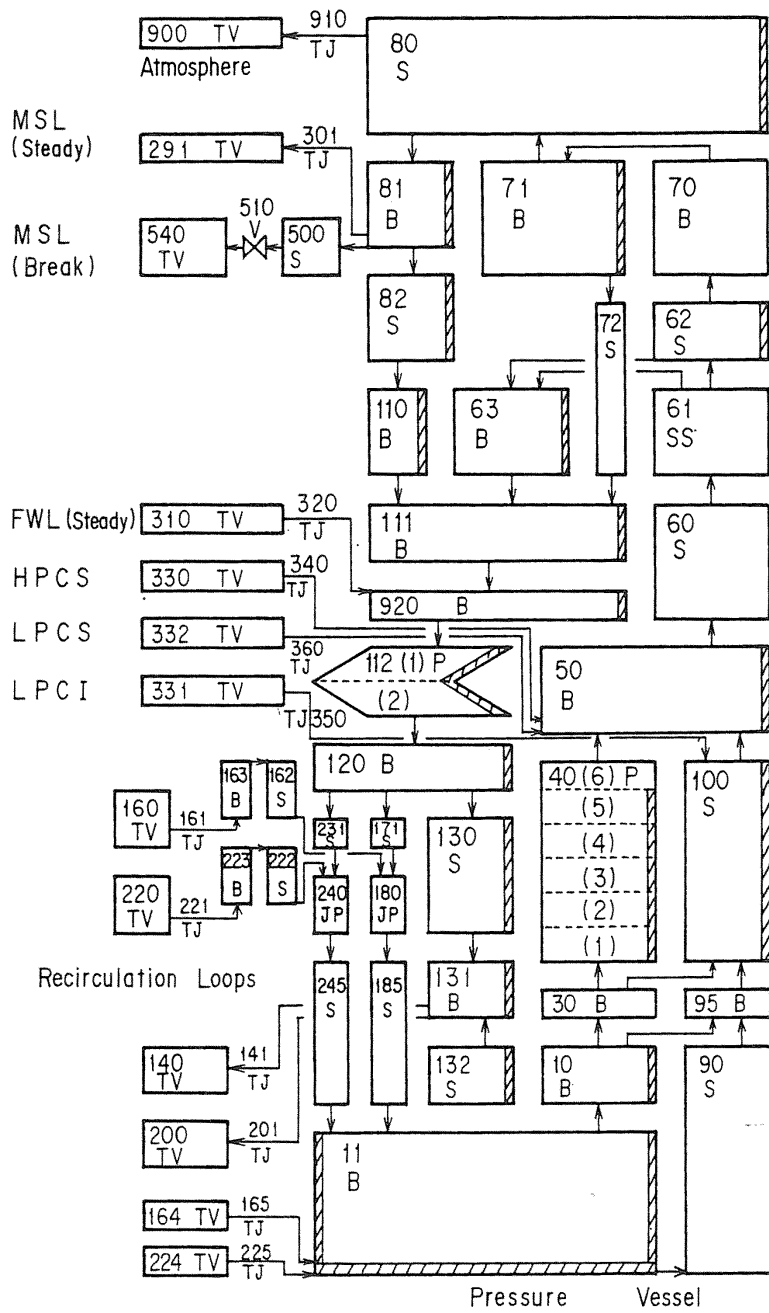 910
900 TV
TJ
80
S
Atmosphere
MSL
(Steady)
301
291 TV
TJ
81
B
71
B
70
B
MSL
(Break)
510
V
540
TV
500
S
82
S
72
S
62
S
110
B
63
B
61
SS
FWL (Steady)
310 TV
320
TJ
111
B
60
S
HPCS
330 TV
340
TJ
920 B
LPCS
332 TV
360
TJ
112 (1) P
(2)
50
B
LPCI
331 TV
TJ350
120 B
40 (6) P
(5)
(4)
(3)
(2)
(1)
100
S
163
B
162
S
160
TV
161
TJ
231
S
171
S
130
S
223
B
222
S
220
TV
221
TJ
240
JP
180
JP
Recirculation Loops
245
S
185
S
131
B
30 B
95 B
140
TV
141
TJ
132
S
10
B
90
S
200
TV
201
TJ
11
B
164 TV
165
TJ
224 TV
225
TJ
Pressure Vessel